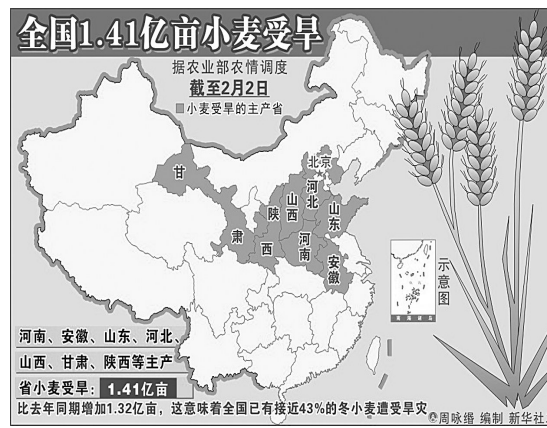 全国1.41亿亩小麦受旱
据农业部农情调度
截至2月2日
小麦受旱的主产省
北京
甘
肃
陕
西
山西
河北
山东
河南
安徽
示意图
南海诸岛
河南、安徽、山东、河北、
山西、甘肃、陕西等主产
省小麦受旱：1.41亿亩
比去年同期增加1.32亿亩，这意味着全国已有接近43%的冬小麦遭受旱灾
©周咏缗 编制 新华社